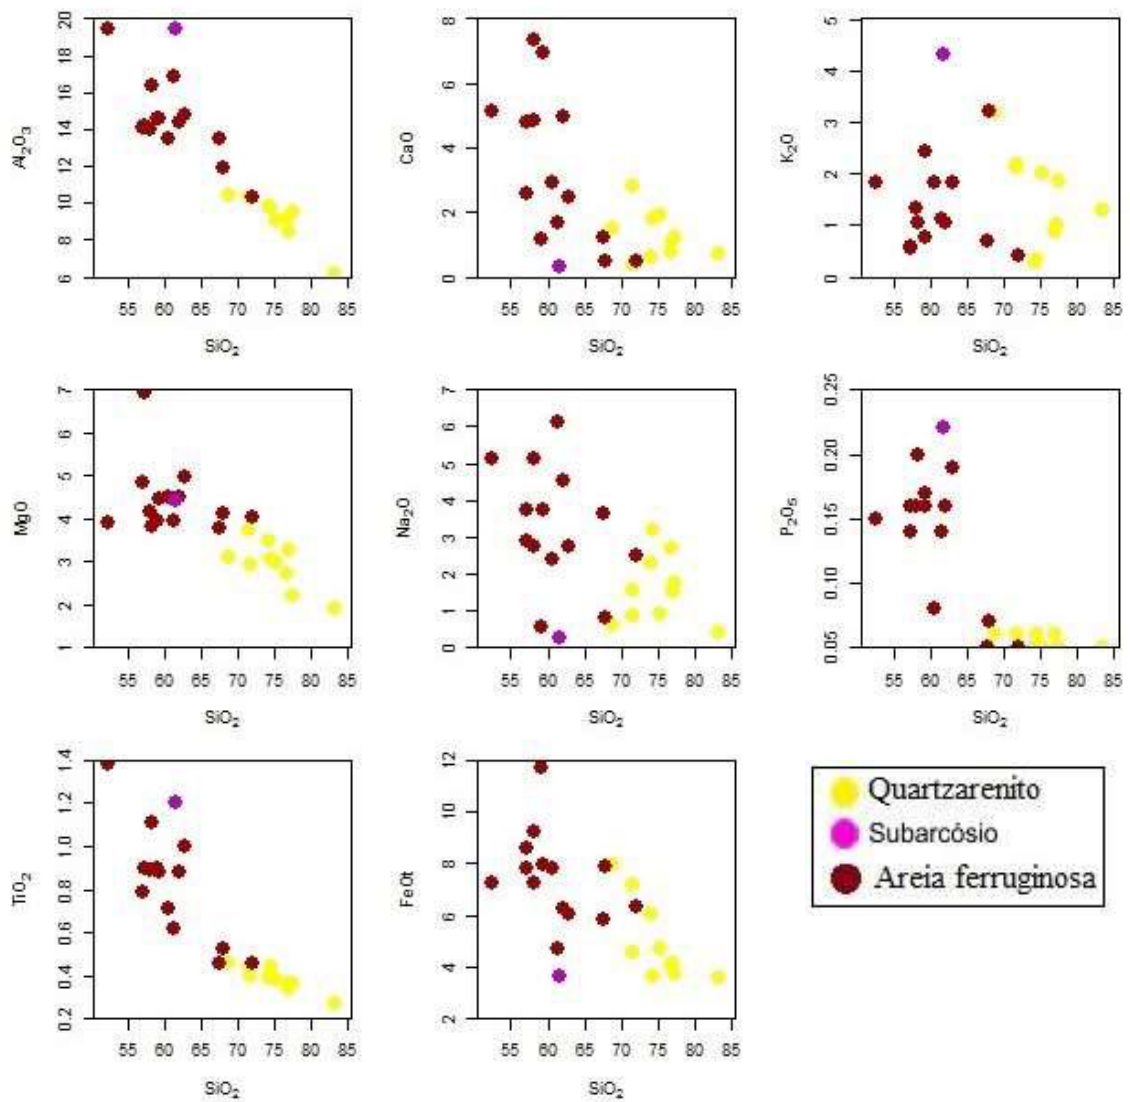 20
18
16
14
12
10
8
6
Al2O3
55 60 65 70 75 80 85
SiO2
8
6
4
2
0
CaO
55 60 65 70 75 80 85
SiO2
5
4
3
2
1
0
K2O
55 60 65 70 75 80 85
SiO2
7
6
5
4
3
2
1
MgO
55 60 65 70 75 80 85
SiO2
7
6
5
4
3
2
1
0
Na2O
55 60 65 70 75 80 85
SiO2
0.25
0.20
0.15
0.10
0.05
P2O5
55 60 65 70 75 80 85
SiO2
1.4
1.2
1.0
0.8
0.6
0.4
0.2
TiO2
55 60 65 70 75 80 85
SiO2
12
10
8
6
4
2
FeOt
55 60 65 70 75 80 85
SiO2
Quartzarenito
Subarcósio
Areia ferruginosa